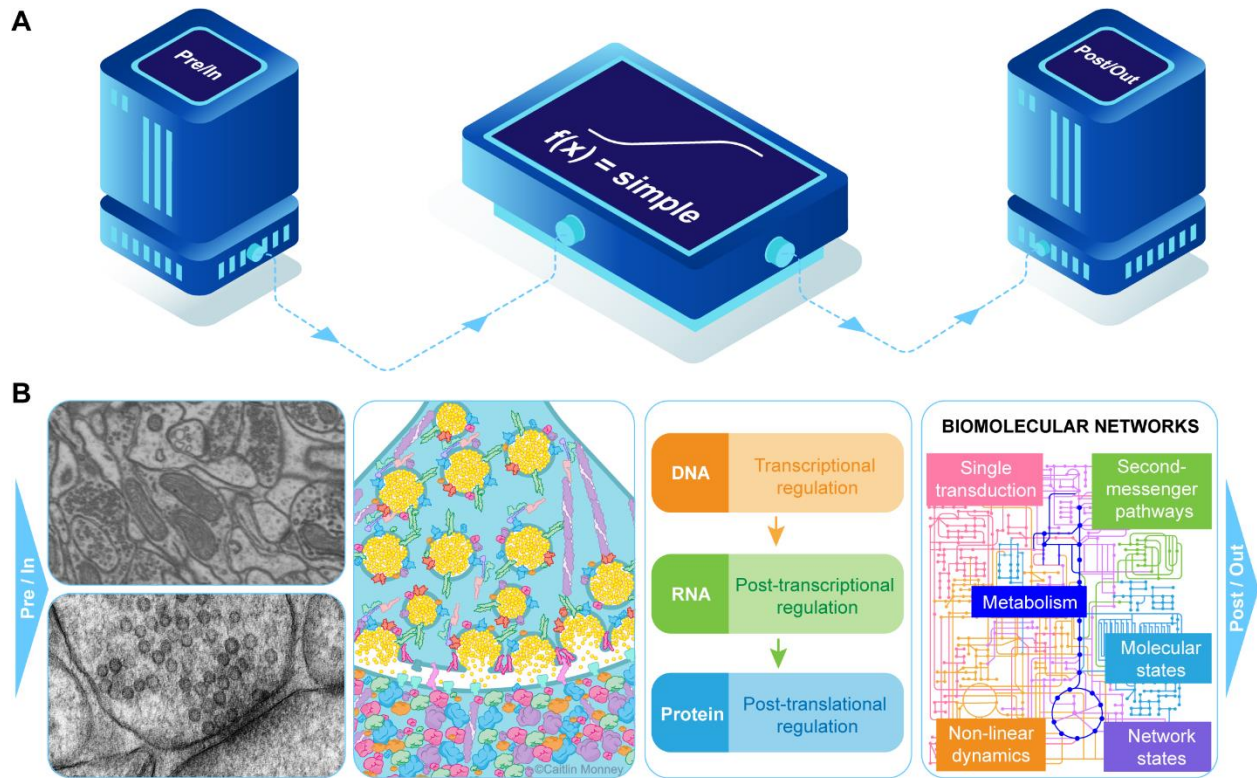 A
Pre/In
f(x) = simple
Post/Out
B
Pre / In
©Caitlin Monney
DNA
Transcriptional
regulation
RNA
Post-transcriptional
regulation
Protein
Post-translational
regulation
BIOMOLECULAR NETWORKS
Single
transduction
Second-
messenger
pathways
Metabolism
Molecular
states
Non-linear
dynamics
Network
states
Post / Out